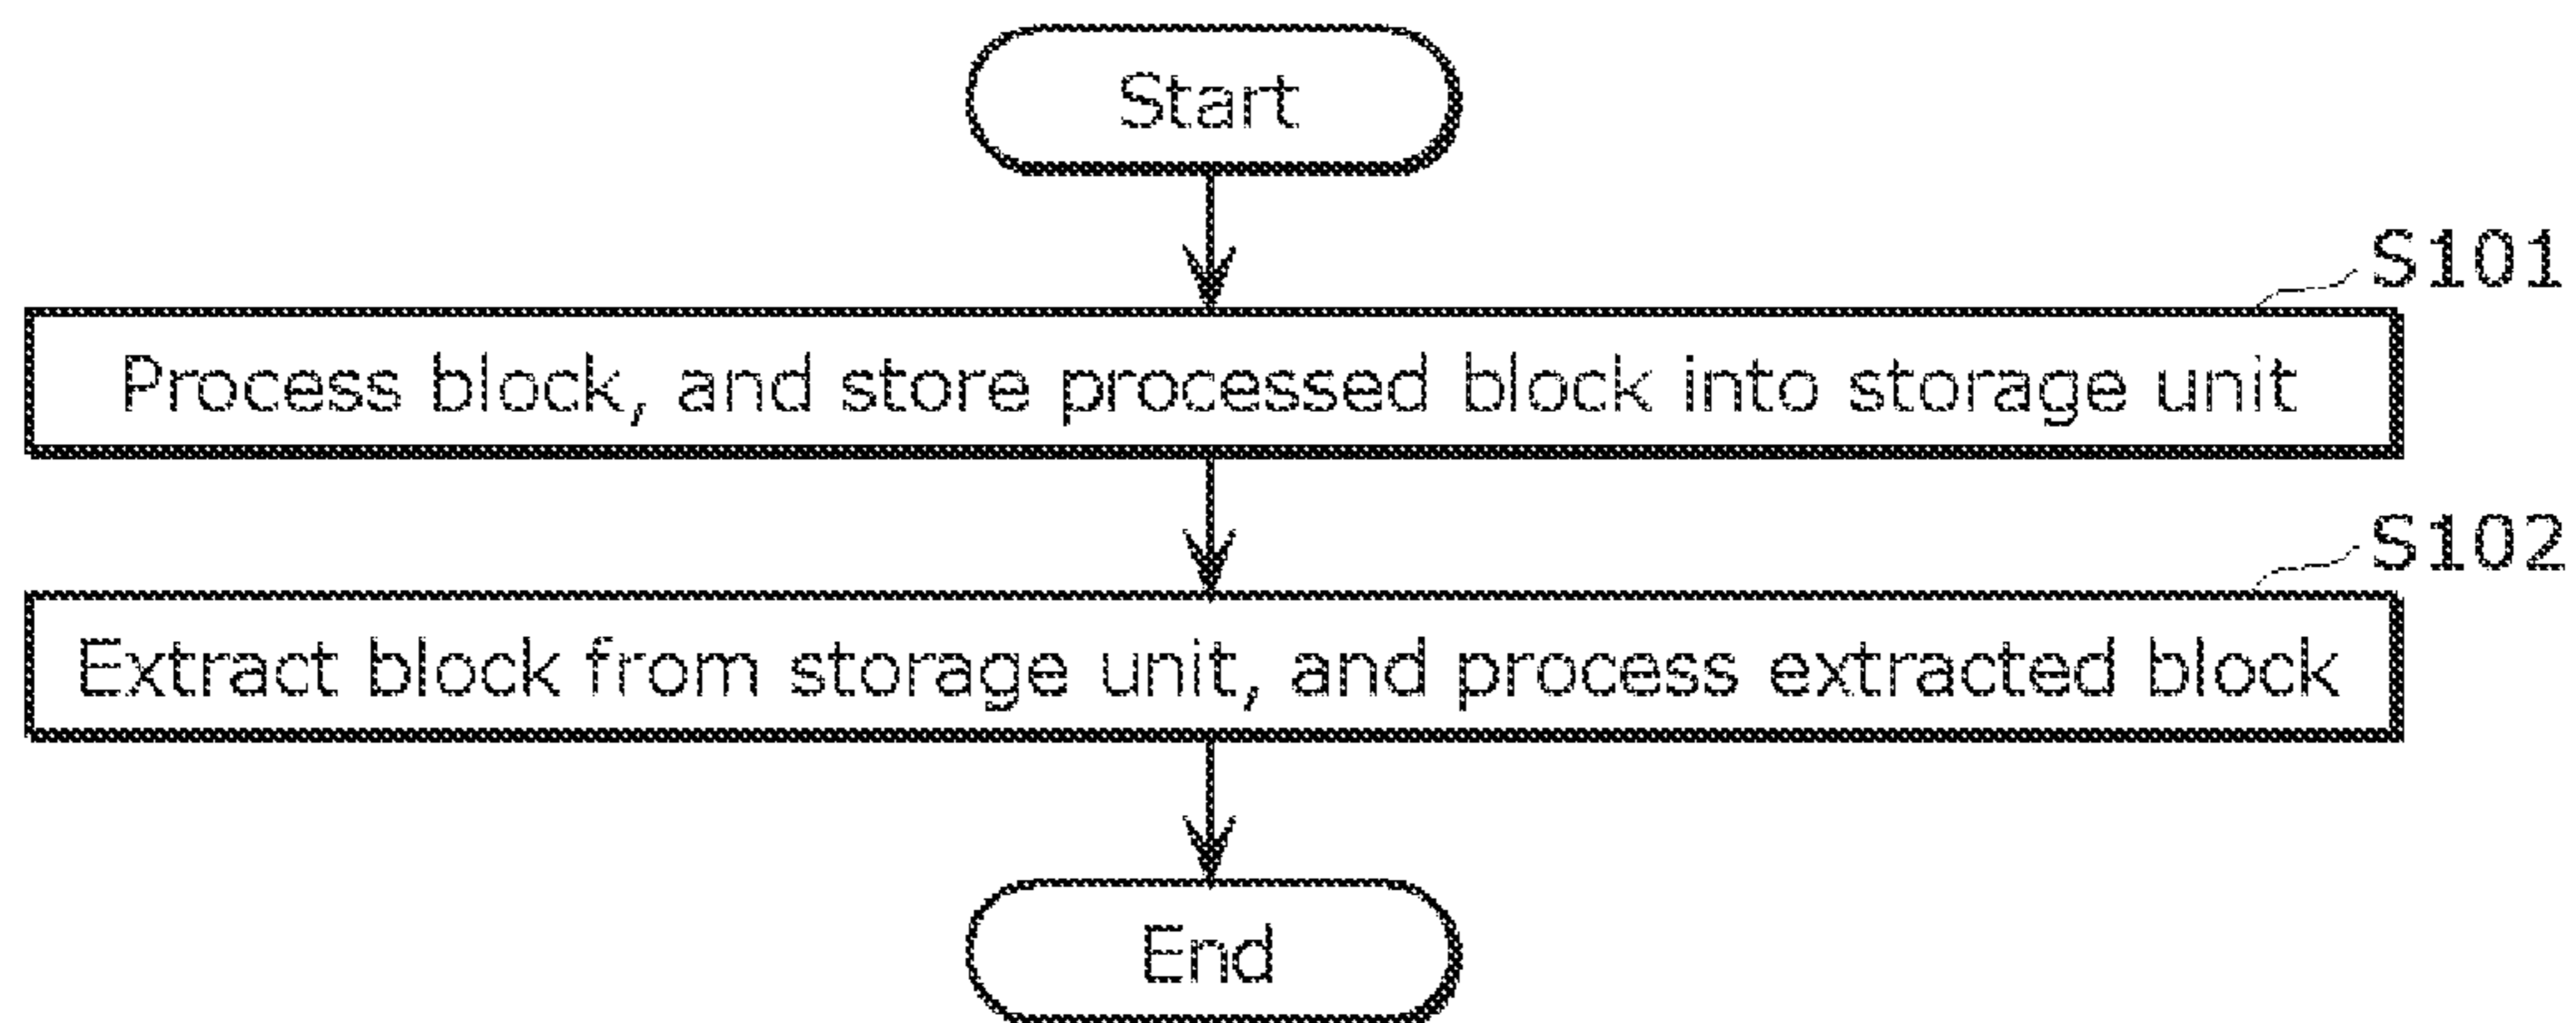 Start
S101
Process block, and store processed block into storage unit
S102
Extract block from storage unit, and process extracted block
End